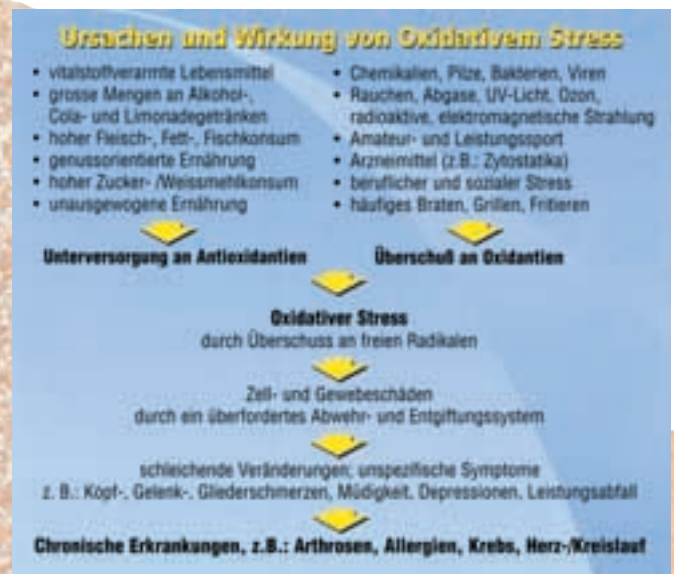 Ursachen und Wirkung von Oxidativem Stress
• vitalstoffverarmte Lebensmittel
• grosse Mengen an Alkohol-,
Cola- und Limonadegetränken
• hoher Fleisch-, Fett-, Fischkonsum
• genussorientierte Ernährung
• hoher Zucker- /Weissmehlkonsum
• unausgewogene Ernährung
Unterversorgung an Antioxidantien
• Chemikalien, Pilze, Bakterien, Viren
• Rauchen, Abgase, UV-Licht, Ozon,
radioaktive, elektromagnetische Strahlung
• Amateur- und Leistungssport
• Arzneimittel (z.B.: Zytostatika)
• beruflicher und sozialer Stress
• häufiges Braten, Grillen, Fritieren
Überschuß an Oxidantien
Oxidativer Stress
durch Überschuss an freien Radikalen
Zell- und Gewebeschäden
durch ein überfordertes Abwehr- und Entgiftungssystem
schleichende Veränderungen; unspezifische Symptome
z. B.: Kopf-, Gelenk-, Gliederschmerzen, Müdigkeit, Depressionen, Leistungsabfall
Chronische Erkrankungen, z.B.: Arthrosen, Allergien, Krebs, Herz-/Kreislauf